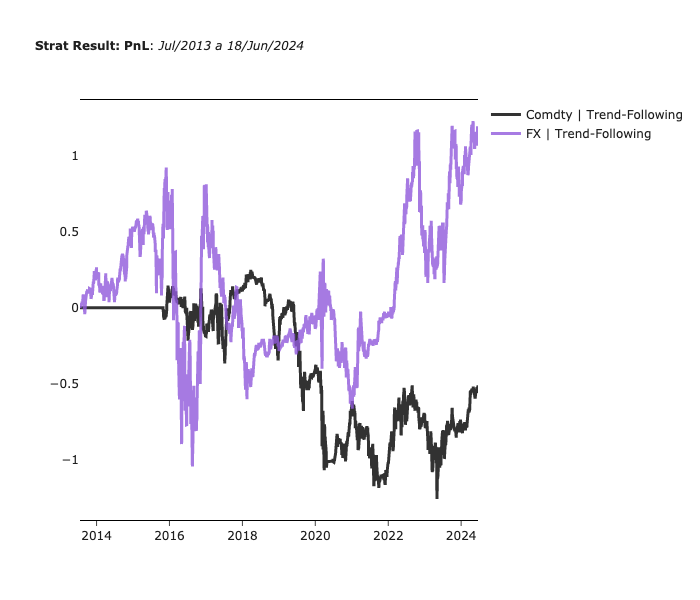 Strat Result: PnL: Jul/2013 a 18/Jun/2024
Comdty | Trend-Following
FX | Trend-Following
1
0.5
0
−0.5
−1
2014 2016 2018 2020 2022 2024